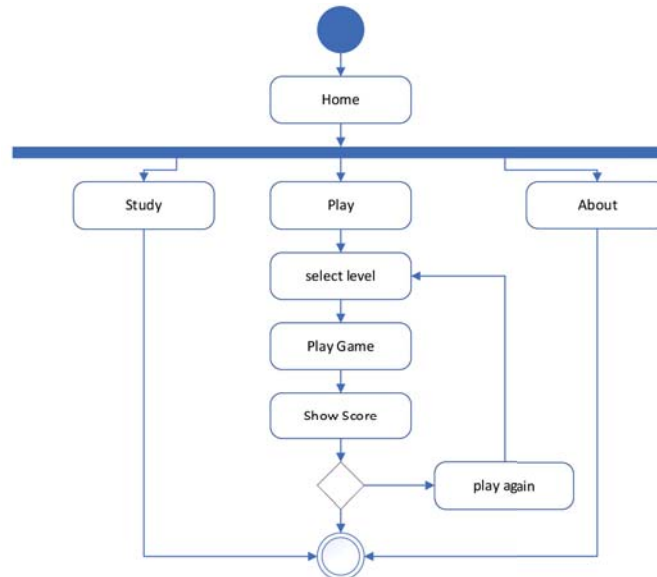 Home
Study
Play
About
select level
Play Game
Show Score
play again